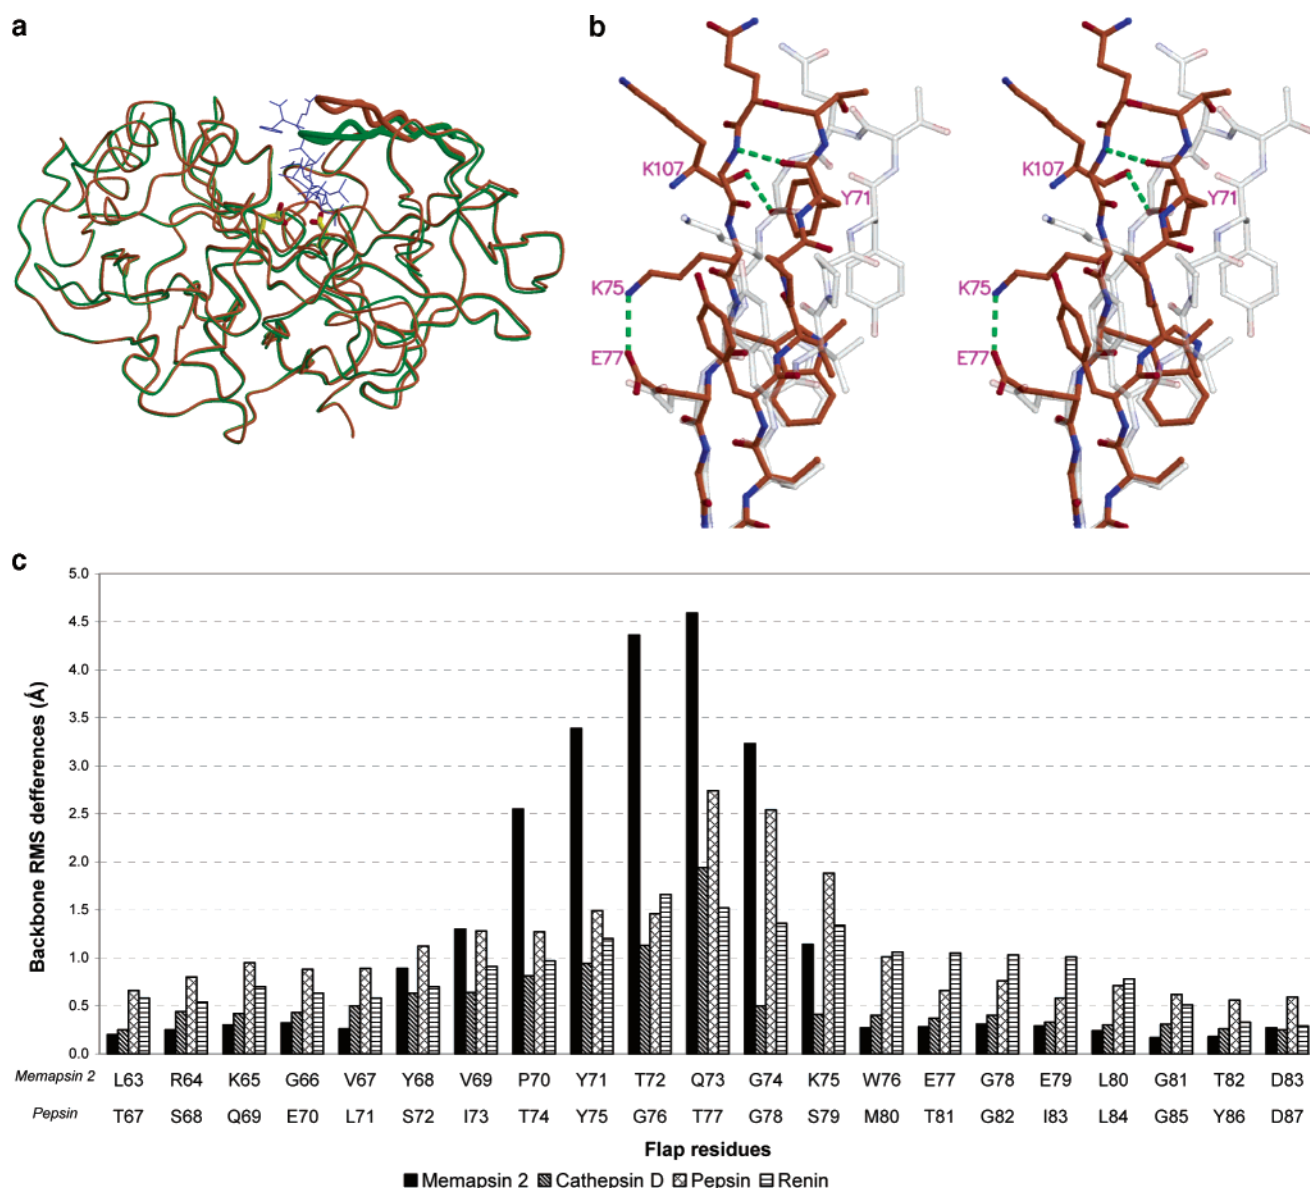 a
b
K107
Y71
K75
E77
K107
Y71
K75
E77
c
Backbone RMS defferences (Å)
5.0
4.5
4.0
3.5
3.0
2.5
2.0
1.5
1.0
0.5
0.0
Memapsin 2 L63 R64 K65 G66 V67 Y68 V69 P70 Y71 T72 Q73 G74 K75 W76 E77 G78 E79 L80 G81 T82 D83
Pepsin T67 S68 Q69 E70 L71 S72 I73 T74 Y75 G76 T77 G78 S79 M80 T81 G82 I83 L84 G85 Y86 D87
Flap residues
Memapsin 2 Cathepsin D Pepsin Renin